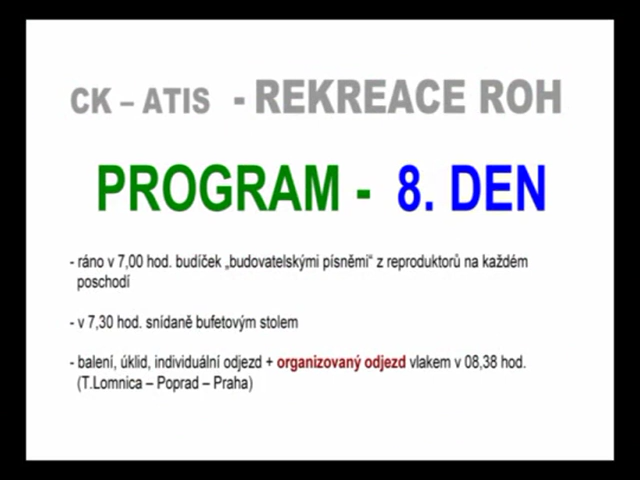 CK – ATIS - REKREACE ROH
PROGRAM - 8. DEN
- ráno v 7,00 hod. budíček „budovatelskými písněmi“ z reproduktorů na každém
poschodí
- v 7,30 hod. snídaně bufetovým stolem
- balení, úklid, individuální odjezd + organizovaný odjezd vlakem v 08,38 hod.
(T.Lomnica – Poprad – Praha)